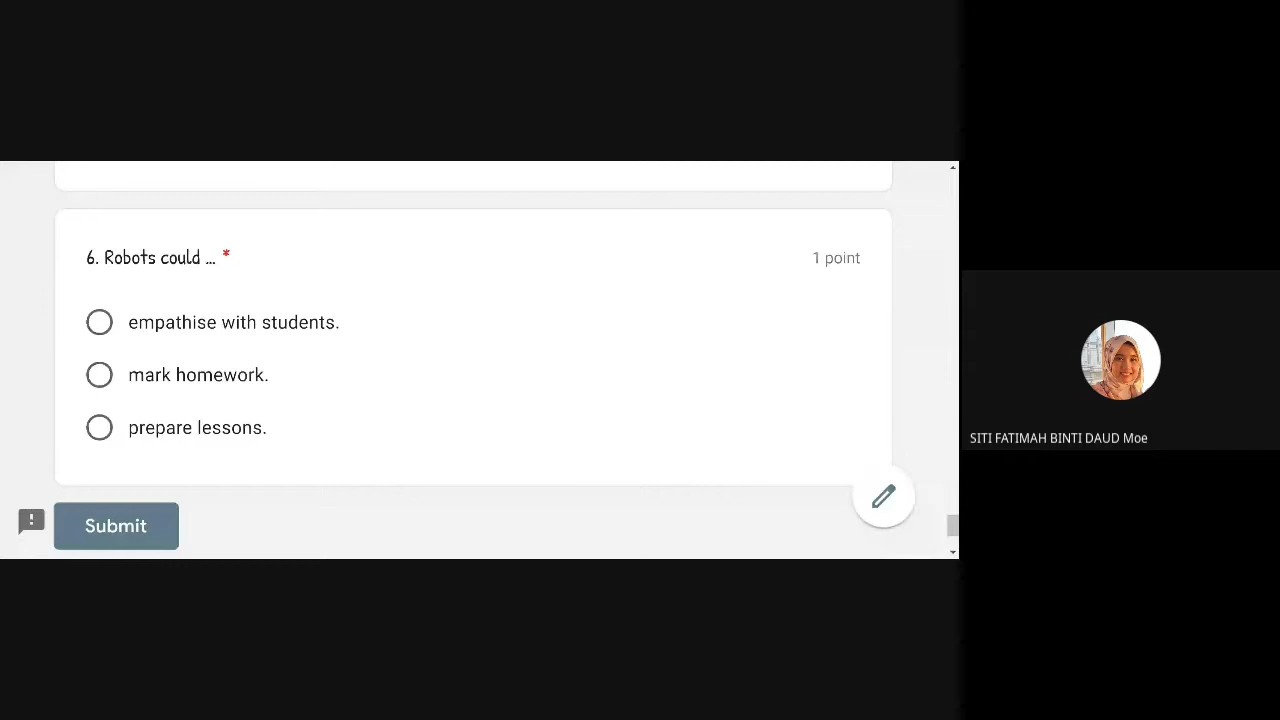 6. Robots could ... *
1 point
empathise with students.
mark homework.
prepare lessons.
Submit
SITI FATIMAH BINTI DAUD Moe